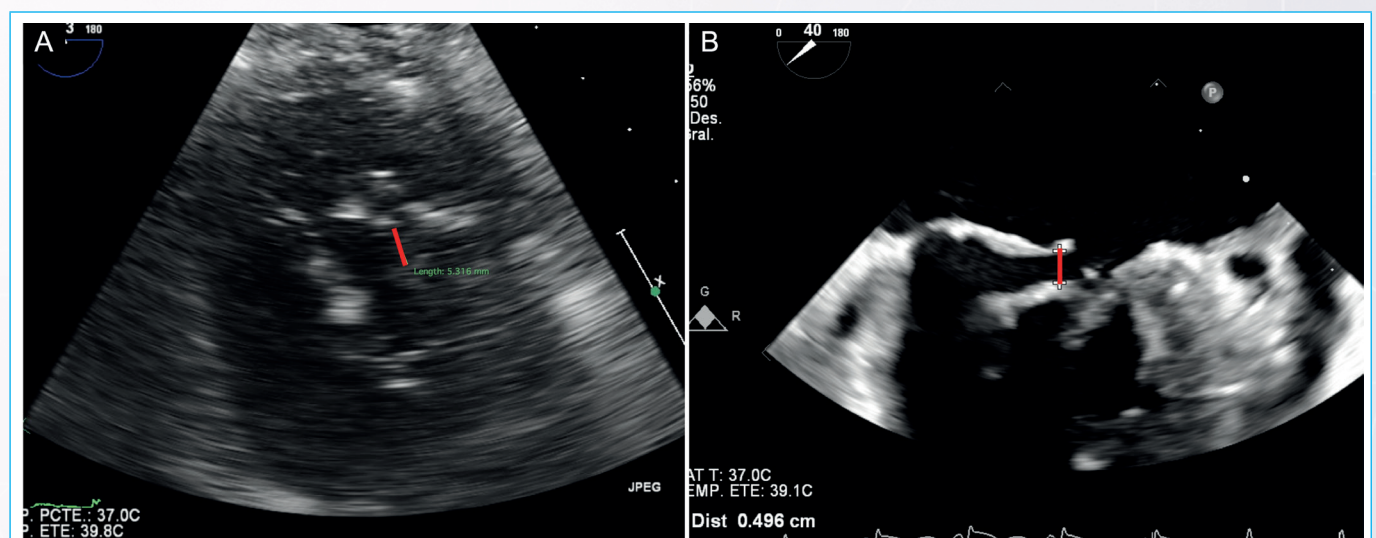 A
3 180
Length: 5.316 mm
JPEG
P. PCTE.: 37.0C
P. ETE: 39.8C
B
0 40 180
P
56%
50
Des.
G
R
AT T: 37.0C
EMP. ETE: 39.1C
Dist 0.496 cm